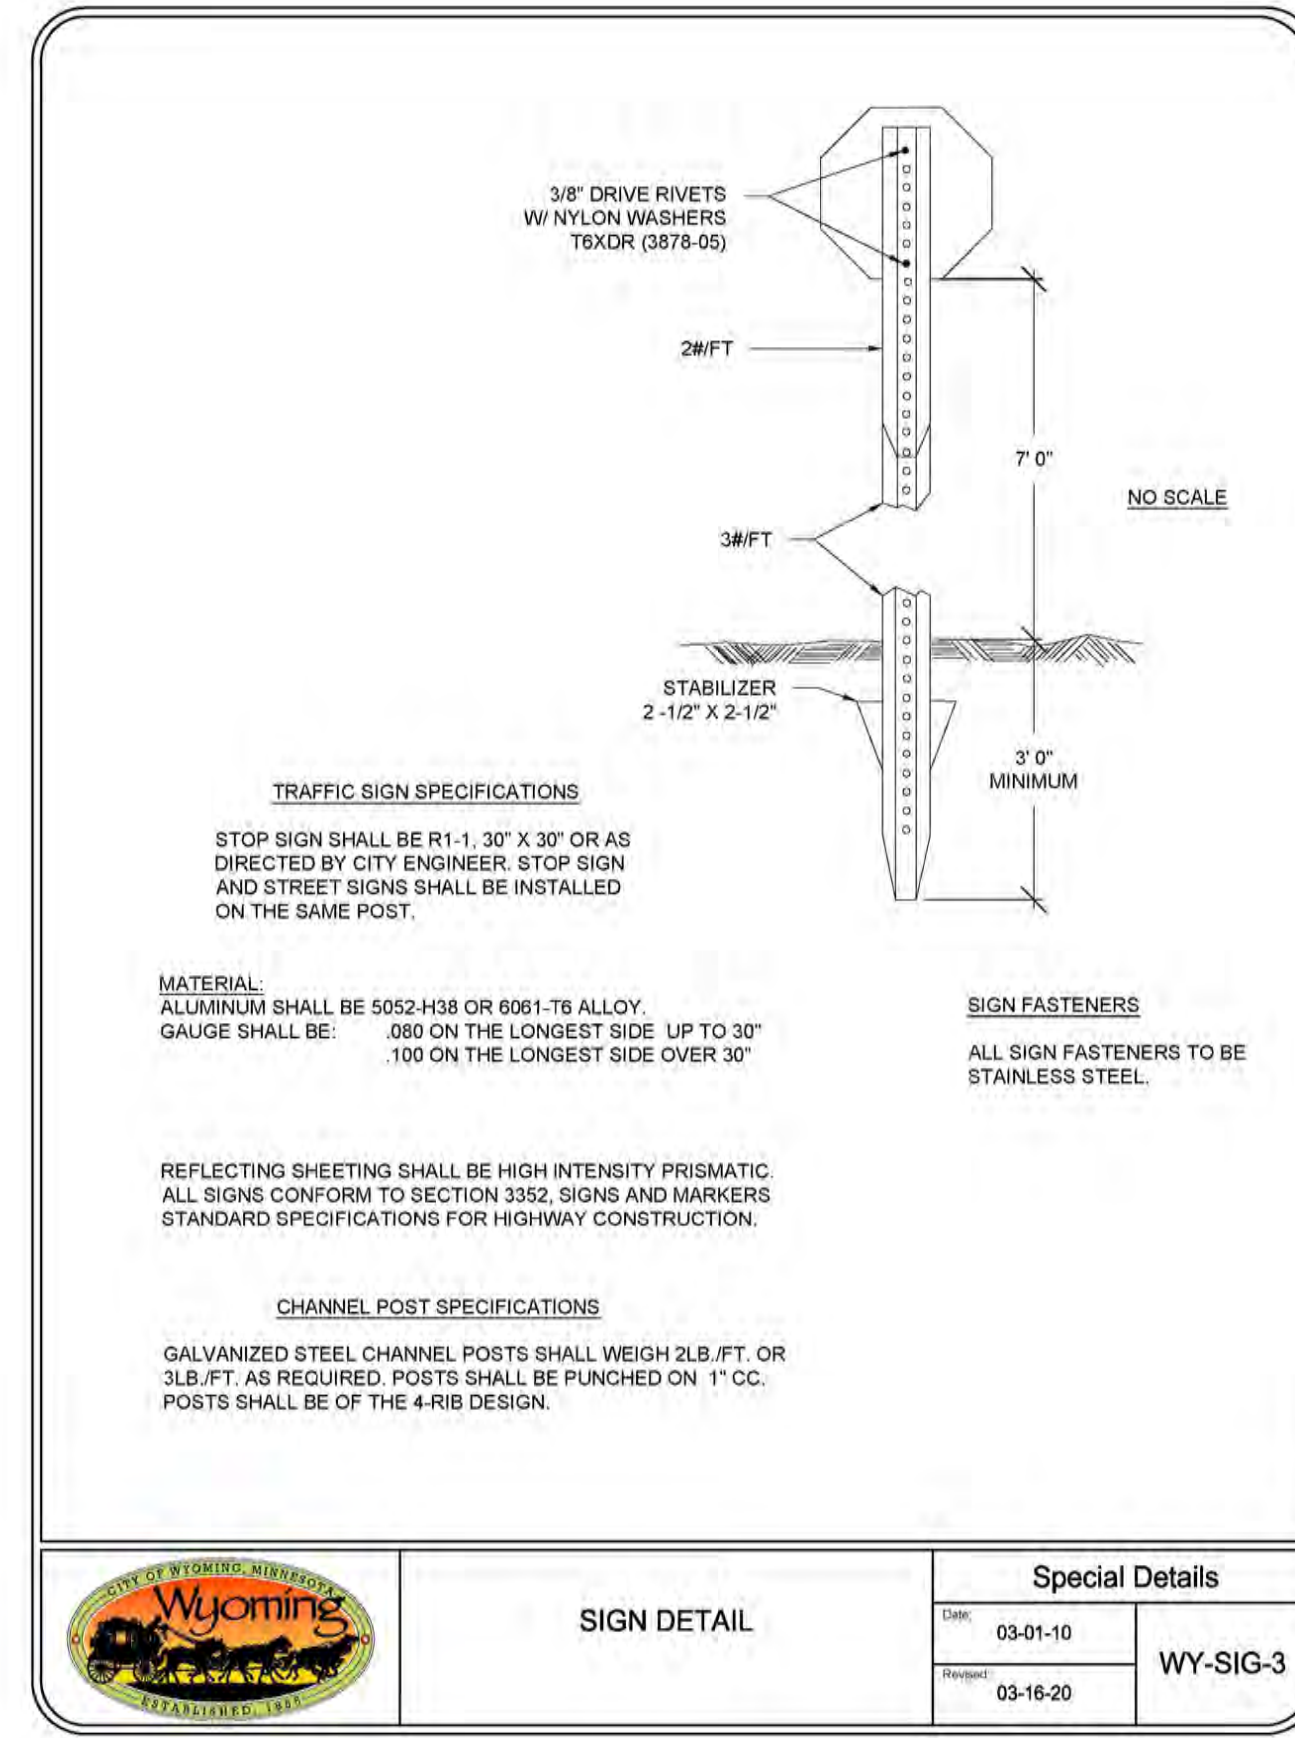 3/8" DRIVE RIVETS
W/ NYLON WASHERS
T6XDR (3878-05)
2#/FT
7' 0"
NO SCALE
3#/FT
STABILIZER
2 -1/2" X 2-1/2"
3' 0"
MINIMUM
TRAFFIC SIGN SPECIFICATIONS
STOP SIGN SHALL BE R1-1, 30" X 30" OR AS
DIRECTED BY CITY ENGINEER. STOP SIGN
AND STREET SIGNS SHALL BE INSTALLED
ON THE SAME POST.
MATERIAL:
ALUMINUM SHALL BE 5052-H38 OR 6061-T6 ALLOY.
GAUGE SHALL BE: .080 ON THE LONGEST SIDE UP TO 30"
.100 ON THE LONGEST SIDE OVER 30"
SIGN FASTENERS
ALL SIGN FASTENERS TO BE
STAINLESS STEEL.
REFLECTING SHEETING SHALL BE HIGH INTENSITY PRISMATIC.
ALL SIGNS CONFORM TO SECTION 3352, SIGNS AND MARKERS
STANDARD SPECIFICATIONS FOR HIGHWAY CONSTRUCTION.
CHANNEL POST SPECIFICATIONS
GALVANIZED STEEL CHANNEL POSTS SHALL WEIGH 2LB./FT. OR
3LB./FT. AS REQUIRED. POSTS SHALL BE PUNCHED ON 1" CC.
POSTS SHALL BE OF THE 4-RIB DESIGN.
CITY OF WYOMING, MINNESOTA
Wyoming
ESTABLISHED,
SIGN DETAIL
Special Details
Date:
03-01-10
Revised:
03-16-20
WY-SIG-3